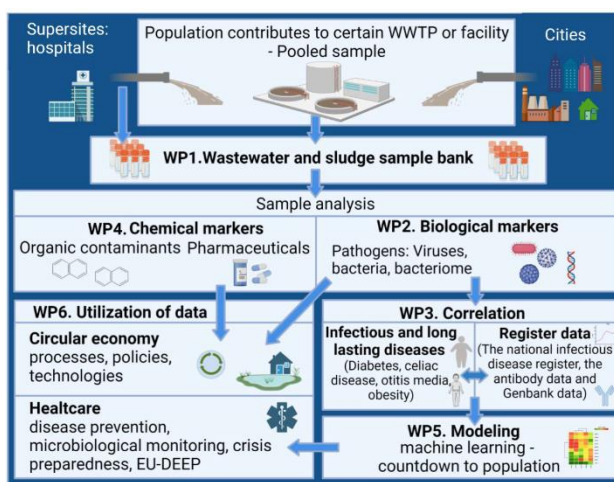 Supersites:
hospitals
Population contributes to certain WWTP or facility
- Pooled sample
Cities
WP1.Wastewater and sludge sample bank
Sample analysis
WP4. Chemical markers
Organic contaminants Pharmaceuticals
WP2. Biological markers
Pathogens: Viruses,
bacteria, bacteriome
WP6. Utilization of data
Circular economy
processes, policies,
technologies
Healtcare
disease prevention,
microbiological monitoring, crisis
preparedness, EU-DEEP
WP3. Correlation
Infectious and long
lasting diseases
(Diabetes, celiac
disease, otitis media,
obesity)
Register data
(The national infectious
disease register, the
antibody data and
Genbank data)
WP5. Modeling
machine learning -
countdown to population